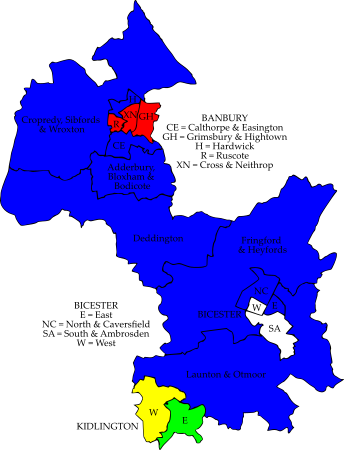 H
XN
GH
R
CE
Cropredy, Sibfords
& Wroxton
Adderbury,
Bloxham &
Bodicote
BANBURY
CE = Calthorpe & Easington
GH = Grimsbury & Hightown
H = Hardwick
R = Ruscote
XN = Cross & Neithrop
Deddington
Fringford
& Heyfords
BICESTER
E = East
NC = North & Caversfield
SA = South & Ambrosden
W = West
NC
E
W
BICESTER
SA
Launton & Otmoor
W
E
KIDLINGTON